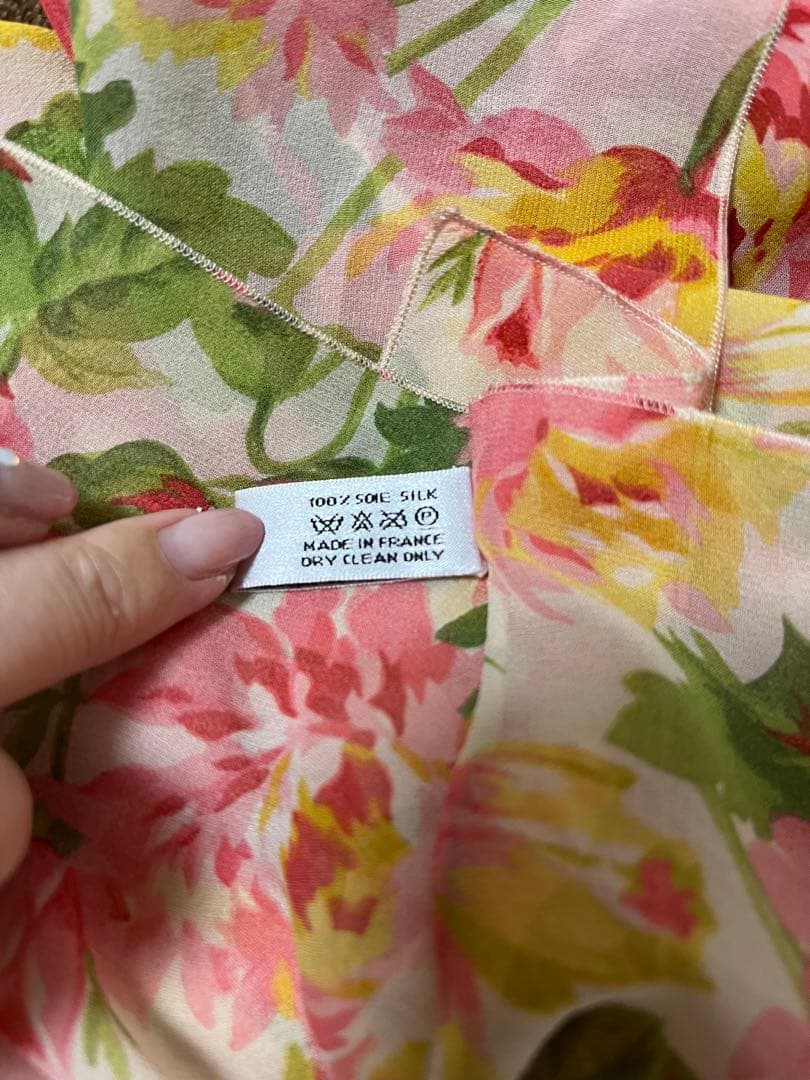 100% SOIE SILK
P
MADE IN FRANCE
DRY CLEAN ONLY